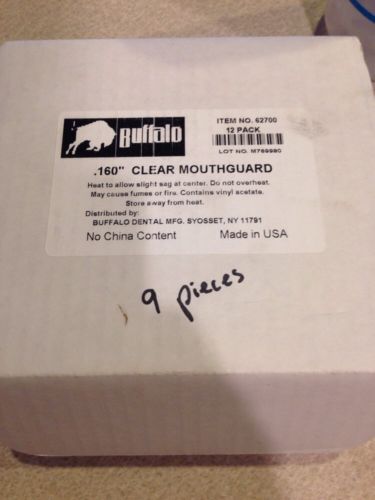 Buffalo
ITEM NO. 62700
12 PACK
LOT NO. M76999C
.160" CLEAR MOUTHGUARD
Heat to allow slight sag at center. Do not overheat.
May cause fumes or fire. Contains vinyl acetate.
Store away from heat.
Distributed by:
BUFFALO DENTAL MFG. SYOSSET, NY 11791
No China Content Made in USA
9 pieces